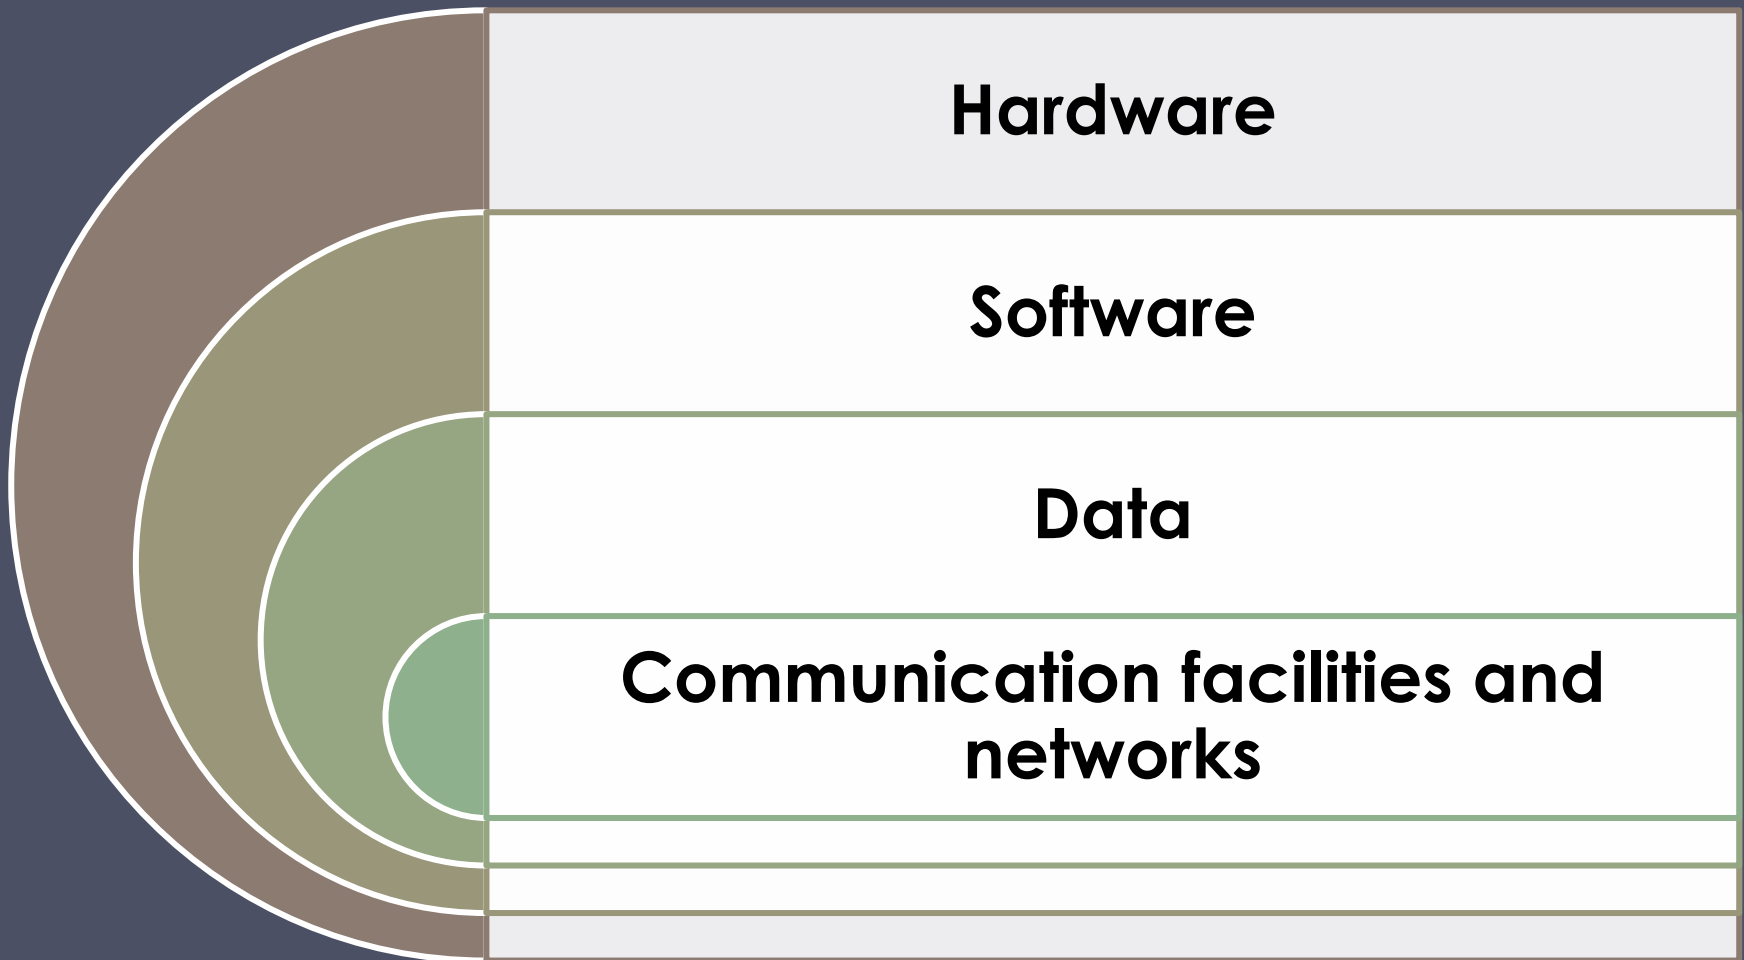 Hardware
Software
Data
Communication facilities and
networks